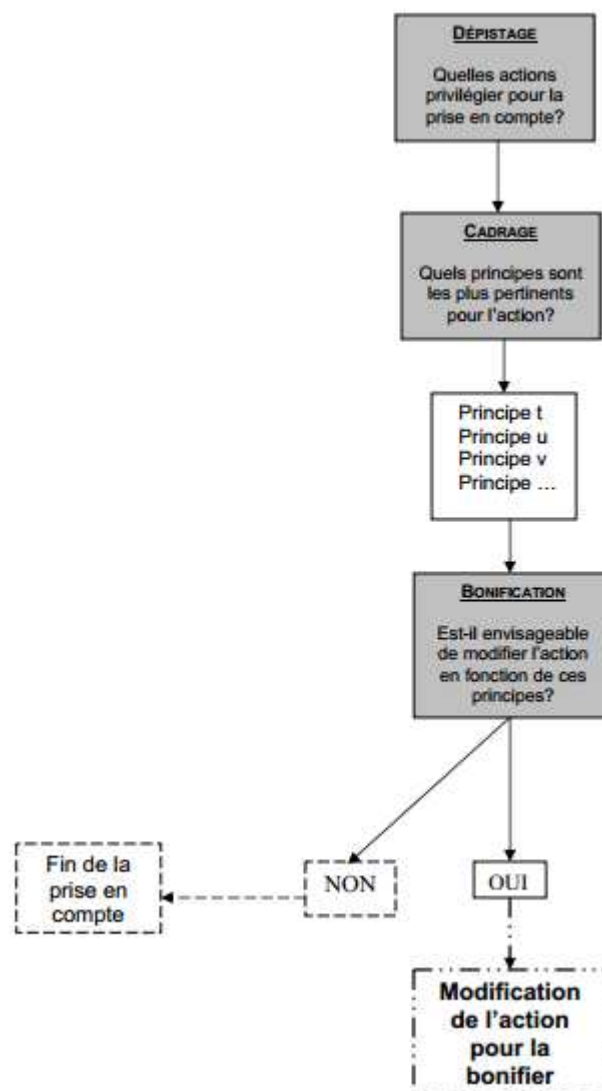 DÉPISTAGE
Quelles actions
privilégier pour la
prise en compte?
CADRAGE
Quels principes sont
les plus pertinents
pour l'action?
Principe t
Principe u
Principe v
Principe ...
BONIFICATION
Est-il envisageable
de modifier l'action
en fonction de ces
principes?
Fin de la
prise en
compte
NON
OUI
Modification
de l'action
pour la
bonifier